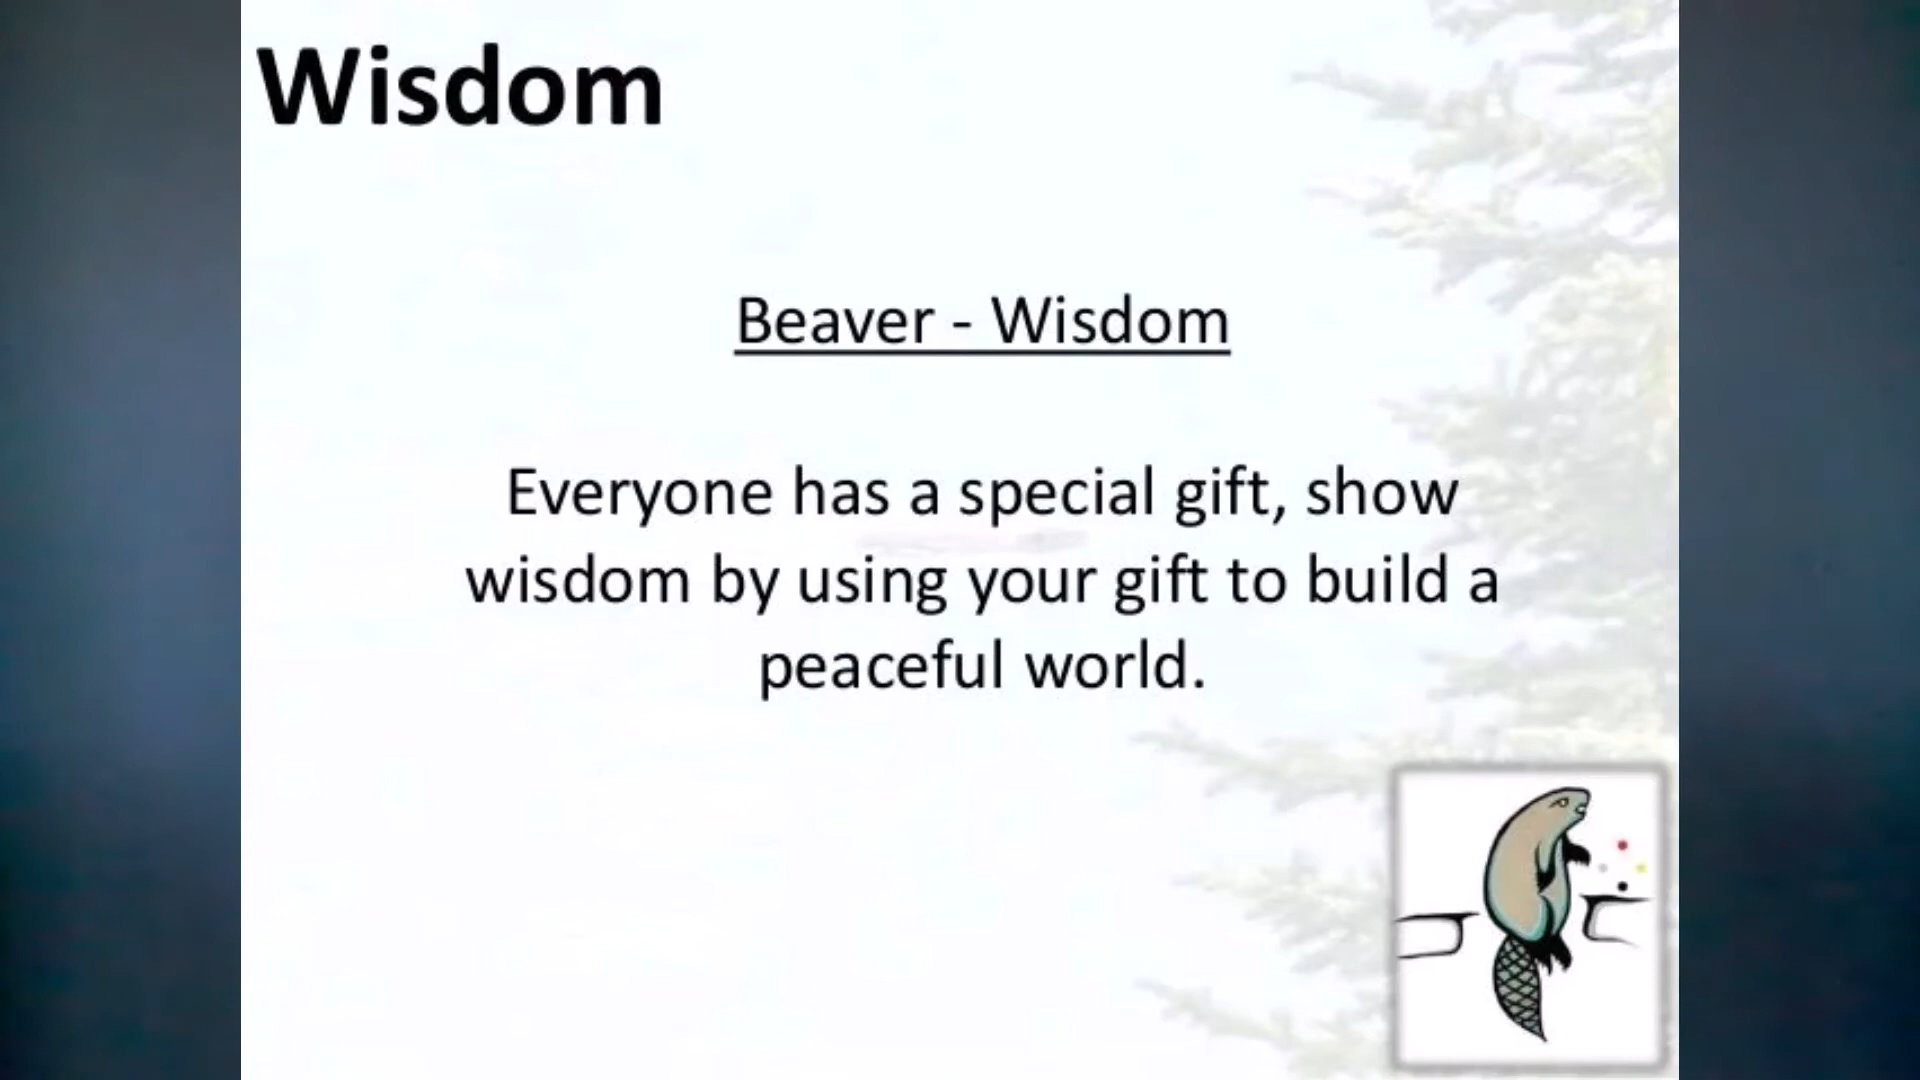 Wisdom
Beaver - Wisdom
Everyone has a special gift, show
wisdom by using your gift to build a
peaceful world.